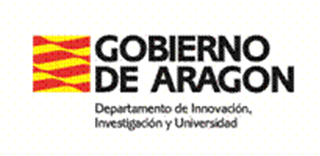 GOBIERNO
DE ARAGON
Departamento de Innovación,
Investigación y Universidad